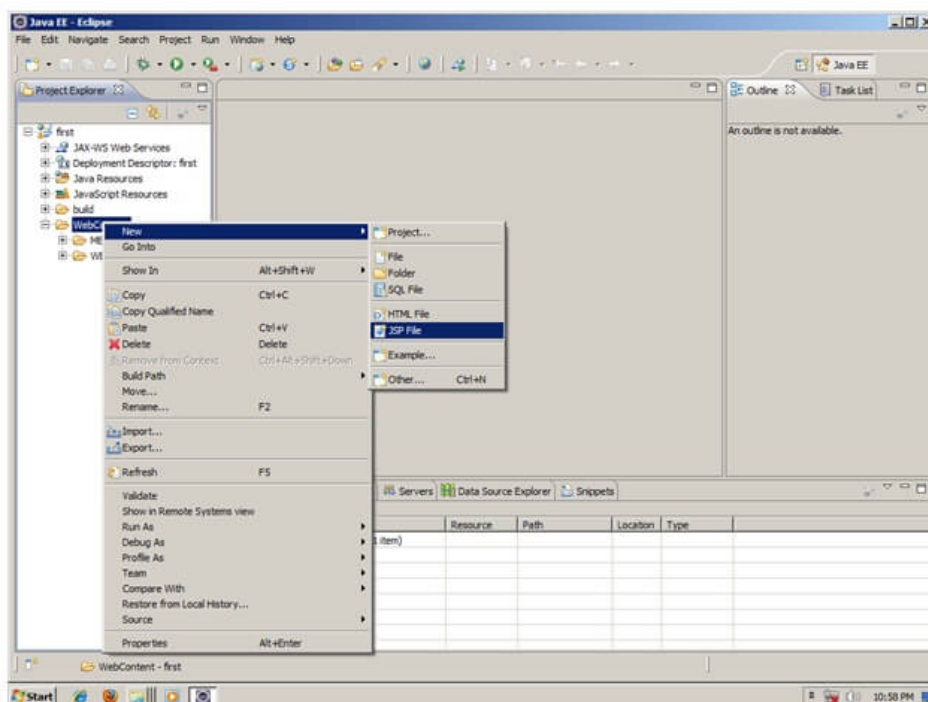 Java EE - Eclipse
File Edit Navigate Search Project Run Window Help
Java EE
Project Explorer
Outline Task List
An outline is not available.
first
JAX-WS Web Services
Deployment Descriptor: first
Java Resources
JavaScript Resources
build
New
Go Into
Show In Alt+Shift+W
Copy Ctrl+C
Copy Qualified Name
Paste Ctrl+V
Delete Delete
Remove from Context Ctrl+Alt+Shift+Down
Build Path
Move...
Rename... F2
Import...
Export...
Refresh F5
Validate
Show in Remote Systems view
Run As
Debug As
Profile As
Team
Compare With
Restore from Local History...
Source
Properties Alt+Enter
Project...
File
Folder
SQL File
HTML File
JSP File
Example...
Other... Ctrl+N
Servers Data Source Explorer Snippets
Resource Path Location Type
item)
WebContent - first
Start 10:58 PM